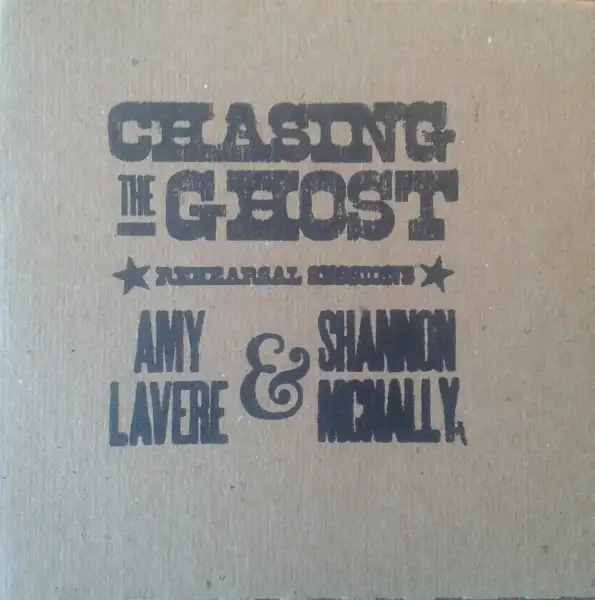 CHASING
THE GHOST
REHEARSAL SESSIONS
AMY LAVERE & SHANNON MCNALLY